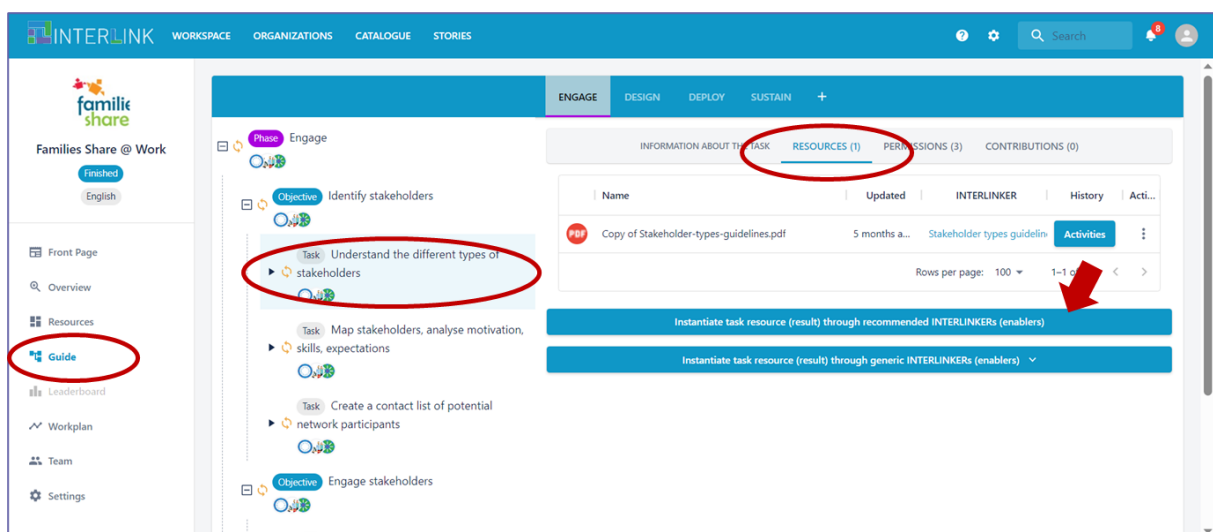 INTERLINK WORKSPACE ORGANIZATIONS CATALOGUE STORIES
Search
8
familie
share
Families Share @ Work
Finished
English
Front Page
Overview
Resources
Guide
Leaderboard
Workplan
Team
Settings
Phase Engage
Objective Identify stakeholders
Task Understand the different types of
stakeholders
Task Map stakeholders, analyse motivation,
skills, expectations
Task Create a contact list of potential
network participants
Objective Engage stakeholders
ENGAGE DESIGN DEPLOY SUSTAIN +
INFORMATION ABOUT THE TASK RESOURCES (1) PERMISSIONS (3) CONTRIBUTIONS (0)
Name Updated INTERLINKER History Acti...
PDF Copy of Stakeholder-types-guidelines.pdf 5 months a... Stakeholder types guidelin Activities
Rows per page: 100 1–1 of
Instantiate task resource (result) through recommended INTERLINKERs (enablers)
Instantiate task resource (result) through generic INTERLINKERs (enablers)